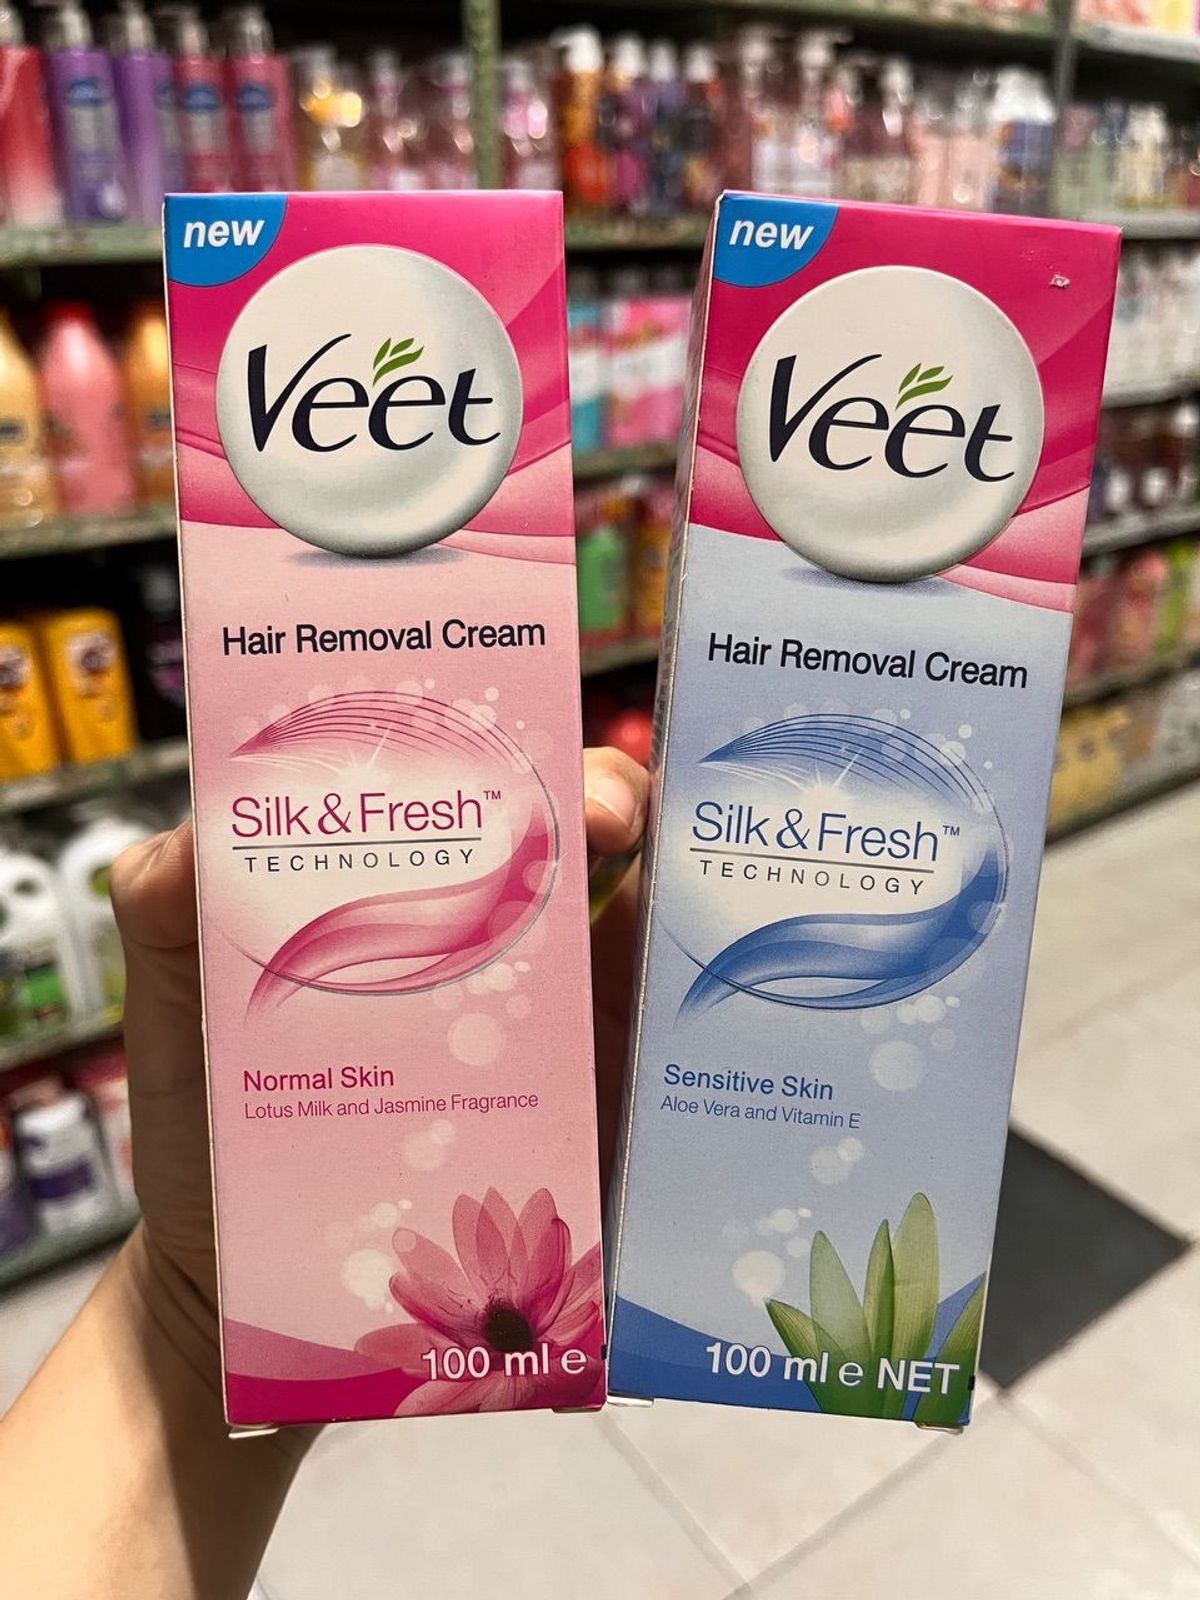 new
Veet
Hair Removal Cream
Silk & Fresh™
TECHNOLOGY
Normal Skin
Lotus Milk and Jasmine Fragrance
100 ml e
new
Veet
Hair Removal Cream
Silk & Fresh™
TECHNOLOGY
Sensitive Skin
Aloe Vera and Vitamin E
100 ml e NET